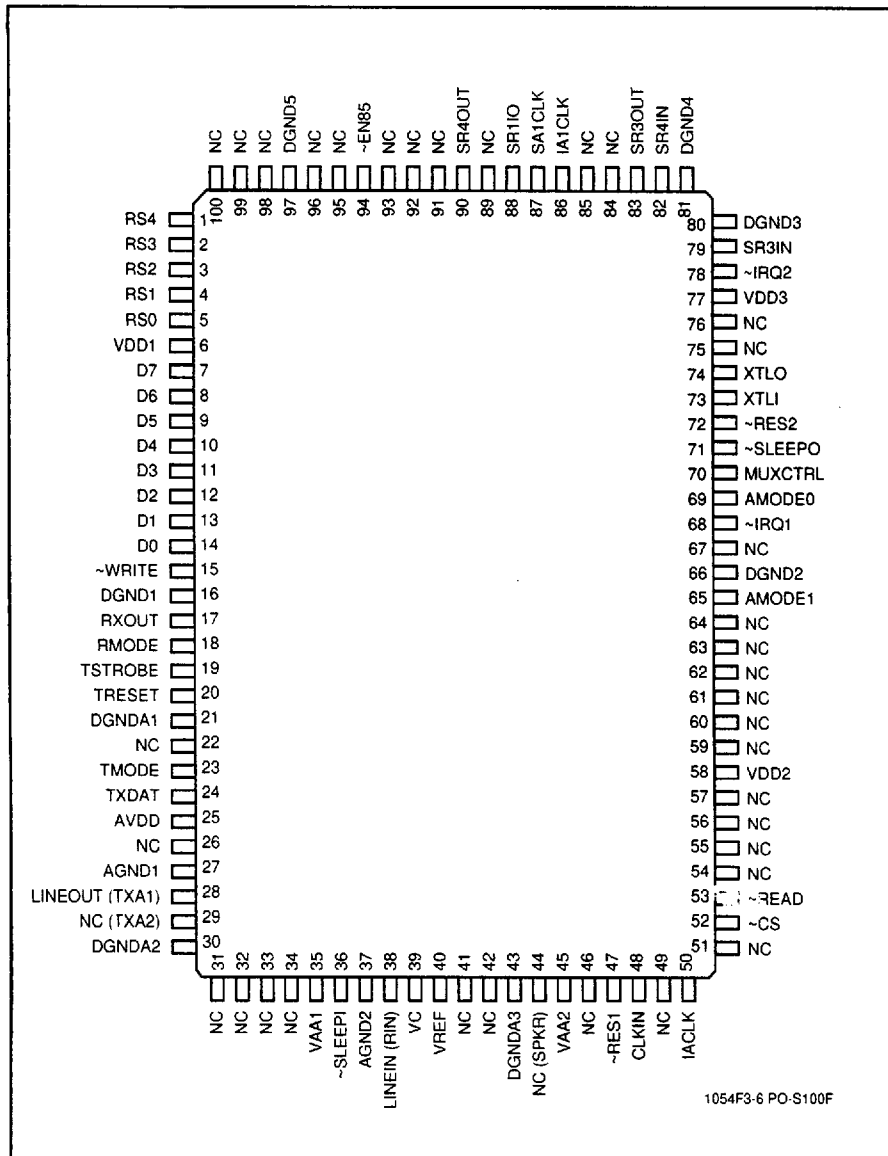 NC
NC
NC
DGND5
NC
NC
~EN85
NC
NC
NC
SR4OUT
NC
SR1IO
SA1CLK
IA1CLK
NC
NC
SR3OUT
SR4IN
DGND4
100
99
98
97
96
95
94
93
92
91
90
89
88
87
86
85
84
83
82
81
RS4 1
RS3 2
RS2 3
RS1 4
RS0 5
VDD1 6
D7 7
D6 8
D5 9
D4 10
D3 11
D2 12
D1 13
D0 14
~WRITE 15
DGND1 16
RXOUT 17
RMODE 18
TSTROBE 19
TRESET 20
DGNDA1 21
NC 22
TMODE 23
TXDAT 24
AVDD 25
NC 26
AGND1 27
LINEOUT (TXA1) 28
NC (TXA2) 29
DGNDA2 30
80 DGND3
79 SR3IN
78 ~IRQ2
77 VDD3
76 NC
75 NC
74 XTLO
73 XTLI
72 ~RES2
71 ~SLEEPO
70 MUXCTRL
69 AMODE0
68 ~IRQ1
67 NC
66 DGND2
65 AMODE1
64 NC
63 NC
62 NC
61 NC
60 NC
59 NC
58 VDD2
57 NC
56 NC
55 NC
54 NC
53 ~READ
52 ~CS
51 NC
31
32
33
34
35
36
37
38
39
40
41
42
43
44
45
46
47
48
49
50
NC
NC
NC
NC
VAA1
~SLEEPI
AGND2
LINEIN (RIN)
VC
VREF
NC
NC
DGNDA3
NC (SPKR)
VAA2
NC
~RES1
CLKIN
NC
IACLK
1054F3-6 PO-S100F